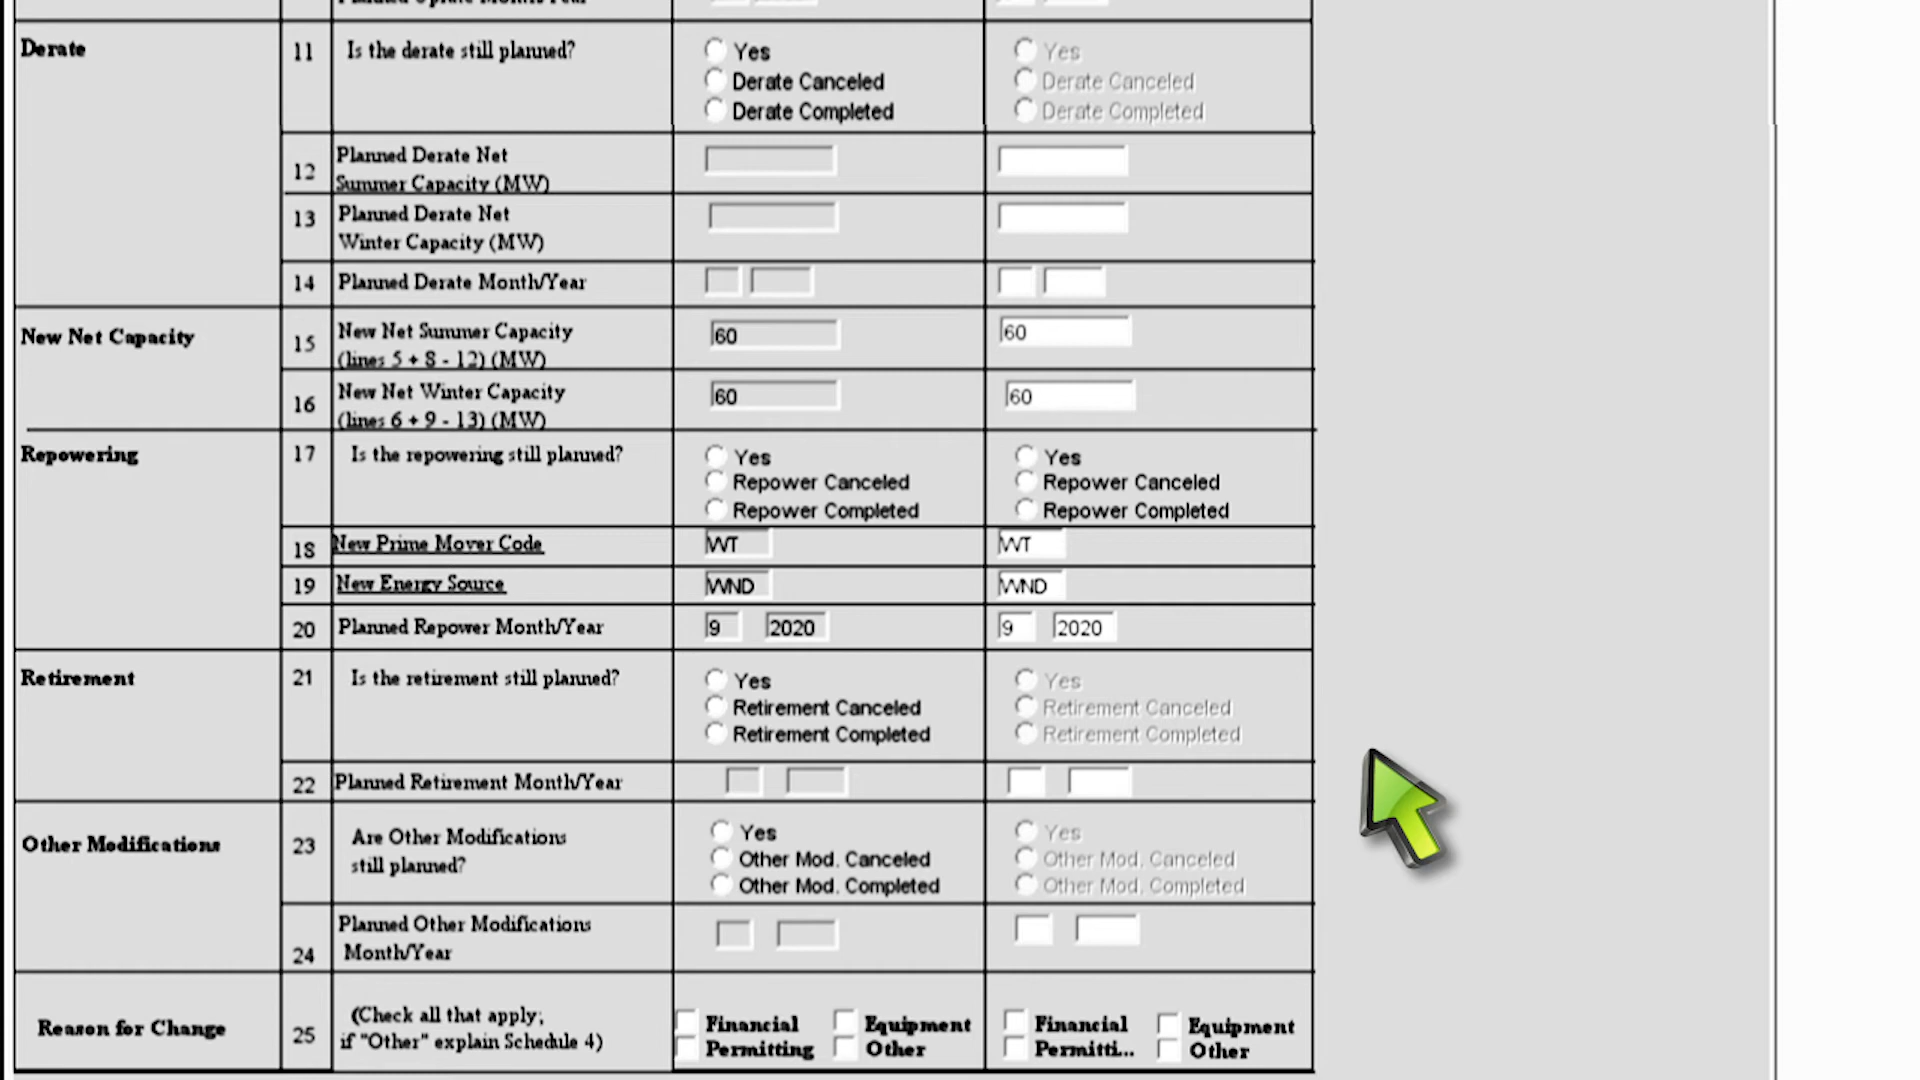 Planned Uprate Month/Year
Derate 11 Is the derate still planned? Yes Yes
Derate Canceled Derate Canceled
Derate Completed Derate Completed
12 Planned Derate Net
Summer Capacity (MW)
13 Planned Derate Net
Winter Capacity (MW)
14 Planned Derate Month/Year
New Net Capacity 15 New Net Summer Capacity 60 60
(lines 5 + 8 - 12) (MW)
16 New Net Winter Capacity 60 60
(lines 6 + 9 - 13) (MW)
Repowering 17 Is the repowering still planned? Yes Yes
Repower Canceled Repower Canceled
Repower Completed Repower Completed
18 New Prime Mover Code WT WT
19 New Energy Source WND WND
20 Planned Repower Month/Year 9 2020 9 2020
Retirement 21 Is the retirement still planned? Yes Yes
Retirement Canceled Retirement Canceled
Retirement Completed Retirement Completed
22 Planned Retirement Month/Year
Other Modifications 23 Are Other Modifications Yes Yes
still planned? Other Mod. Canceled Other Mod. Canceled
Other Mod. Completed Other Mod. Completed
24 Planned Other Modifications
Month/Year
Reason for Change 25 (Check all that apply; Financial Equipment Financial Equipment
if "Other" explain Schedule 4) Permitting Other Permitti... Other